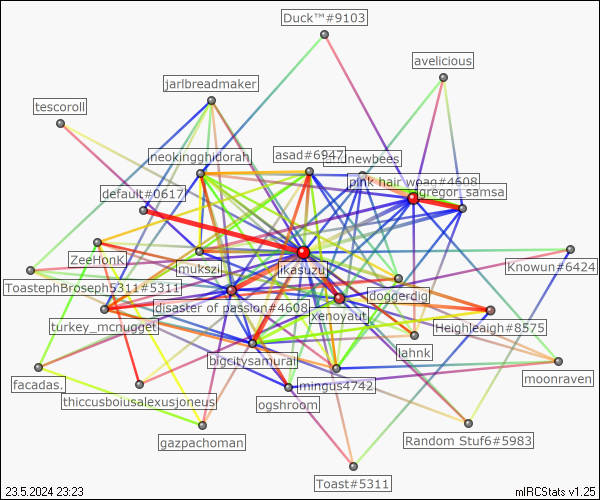 Duck™#9103
avelicious
jarlbreadmaker
tescoroll
neokingghidorah
asad#6947
newbees
pink hair woag#4608
gregor_samsa
default#0617
ZeeHonK
mukszi
ikasuzuj
Knowun#6424
ToastephBroseph5311#5311
doggerdig
disaster of passion#4608
xenoyaut
turkey_mcnugget
Heighleaigh#8575
lahnk
bigcitysamurai
moonraven
facadas.
mingus4742
thiccusboiusalexusjoneus
ogshroom
gazpachoman
Random Stuf6#5983
Toast#5311
23.5.2024 23:23
mIRCStats v1.25